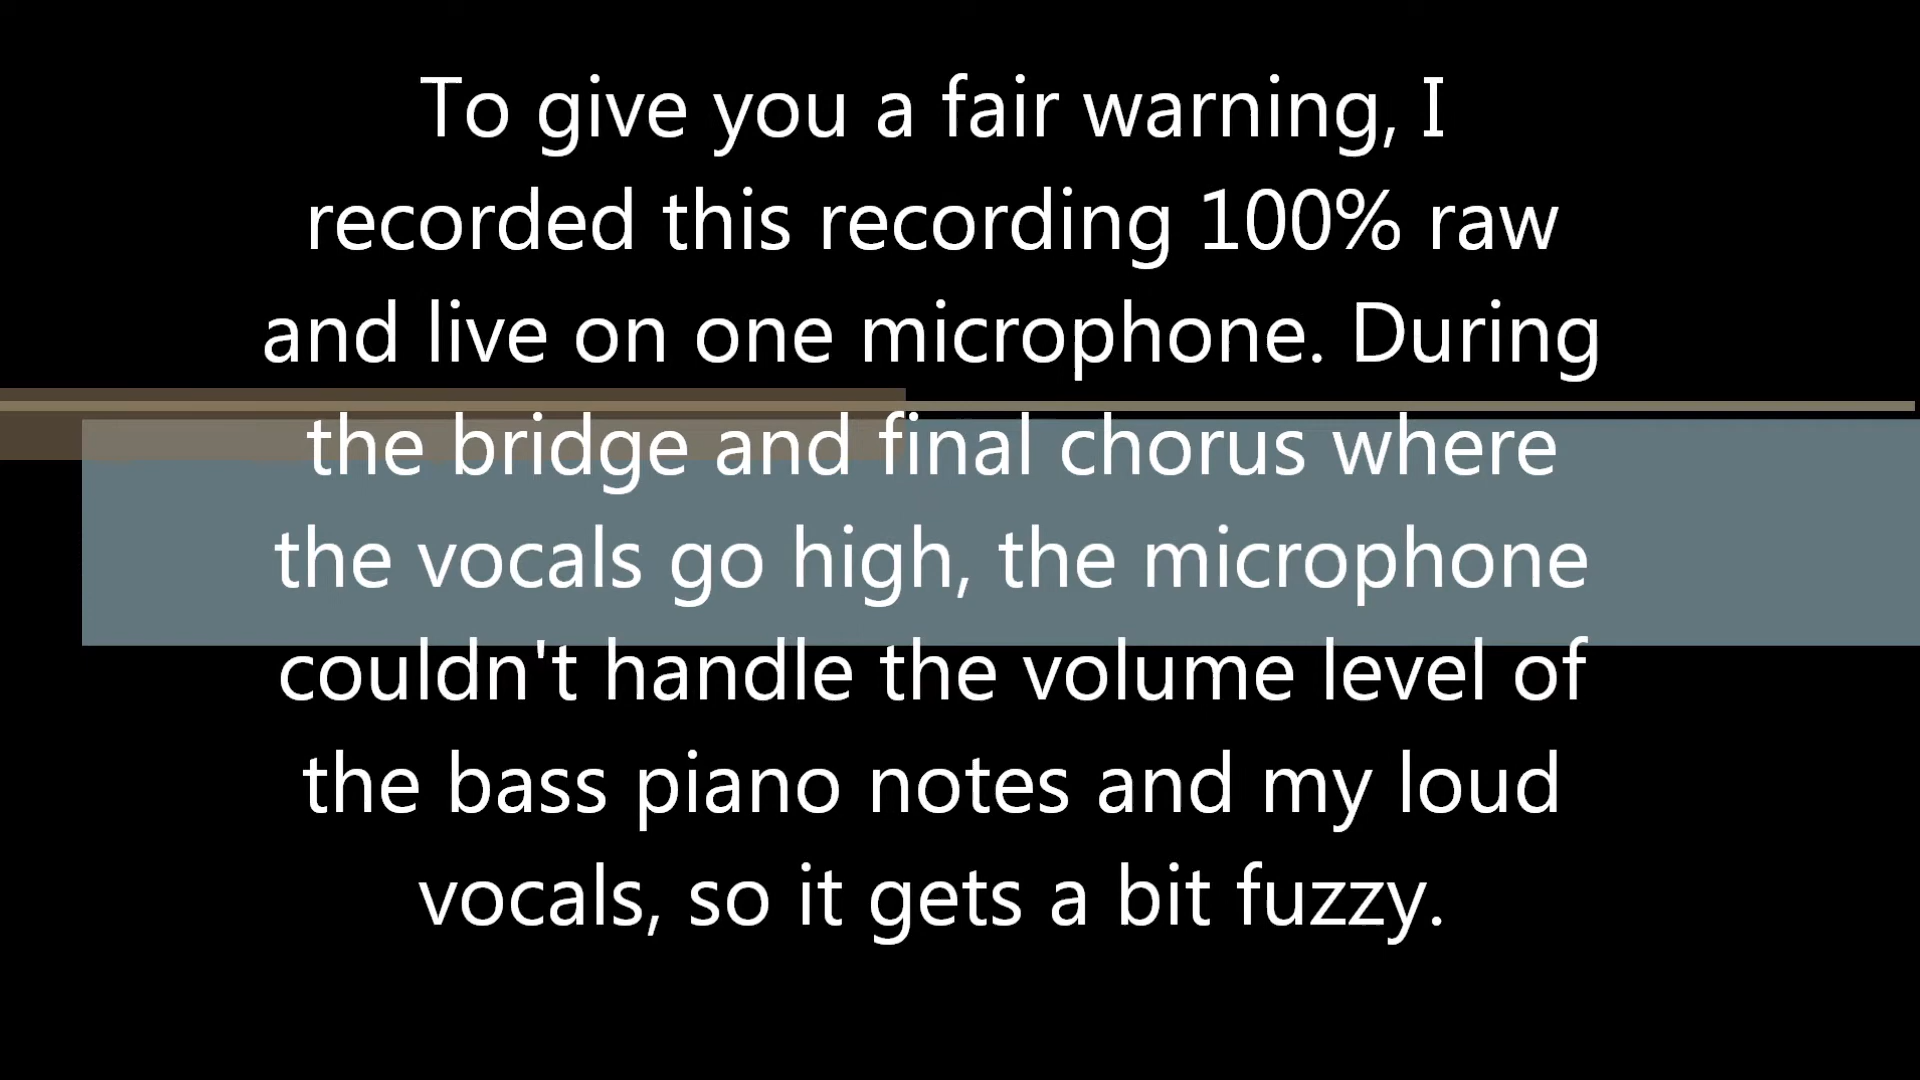 To give you a fair warning, I
recorded this recording 100% raw
and live on one microphone. During
the bridge and final chorus where
the vocals go high, the microphone
couldn't handle the volume level of
the bass piano notes and my loud
vocals, so it gets a bit fuzzy.